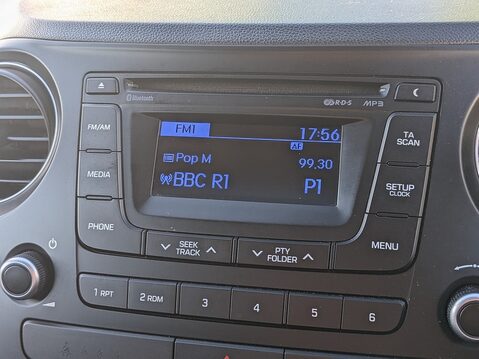 Bluetooth
R·D·S MP3
FM1 17:56
AF
Pop M 99.30
BBC R1 P1
FM/AM
MEDIA
PHONE
TA
SCAN
SETUP
CLOCK
MENU
SEEK
TRACK
PTY
FOLDER
1 RPT 2 RDM 3 4 5 6